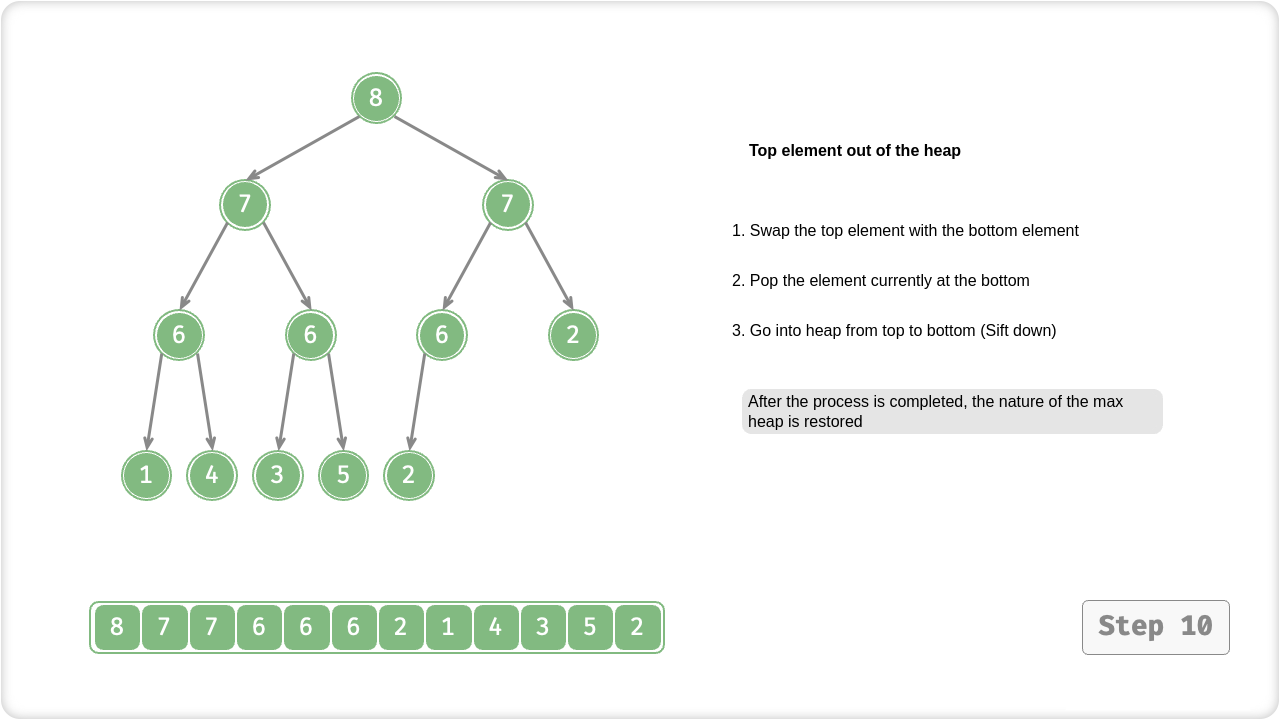 8
Top element out of the heap
7 7
1. Swap the top element with the bottom element
2. Pop the element currently at the bottom
6 6 6 2
3. Go into heap from top to bottom (Sift down)
After the process is completed, the nature of the max
heap is restored
1 4 3 5 2
8 7 7 6 6 6 2 1 4 3 5 2
Step 10